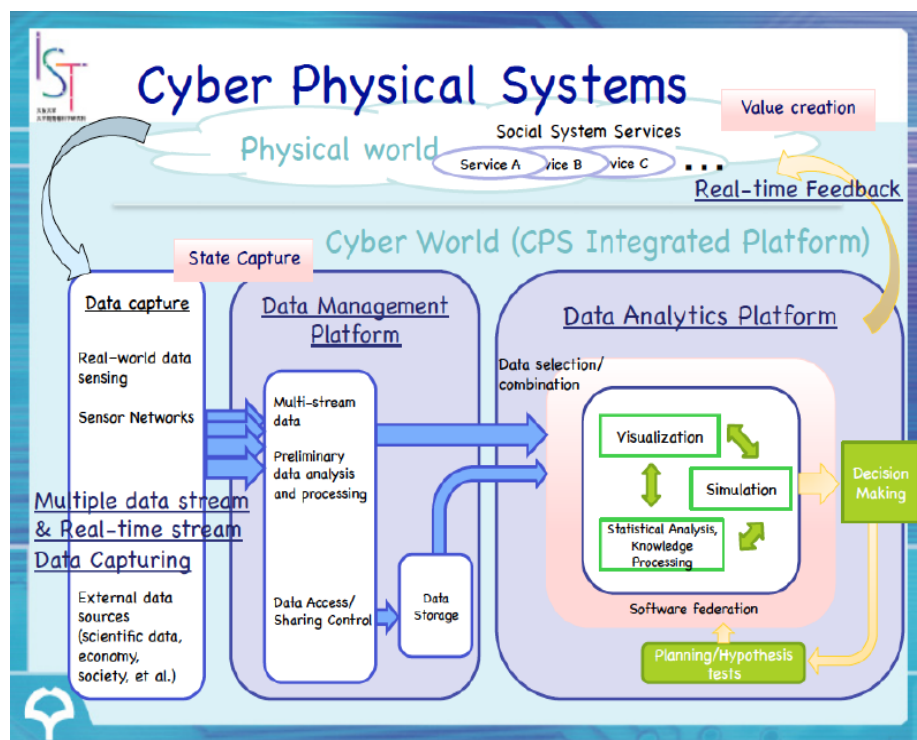 IST
Cyber Physical Systems
Value creation
Social System Services
Physical world
Service A
vice B
vice C
...
Real-time Feedback
Cyber World (CPS Integrated Platform)
State Capture
Data capture
Real-world data
sensing
Sensor Networks
Multiple data stream
& Real-time stream
Data Capturing
External data
sources
(scientific data,
economy,
society, et al.)
Data Management
Platform
Multi-stream
data
Preliminary
data analysis
and processing
Data Access/
Sharing Control
Data
Storage
Data Analytics Platform
Data selection/
combination
Visualization
Simulation
Statistical Analysis,
Knowledge
Processing
Software federation
Decision
Making
Planning/Hypothesis
tests